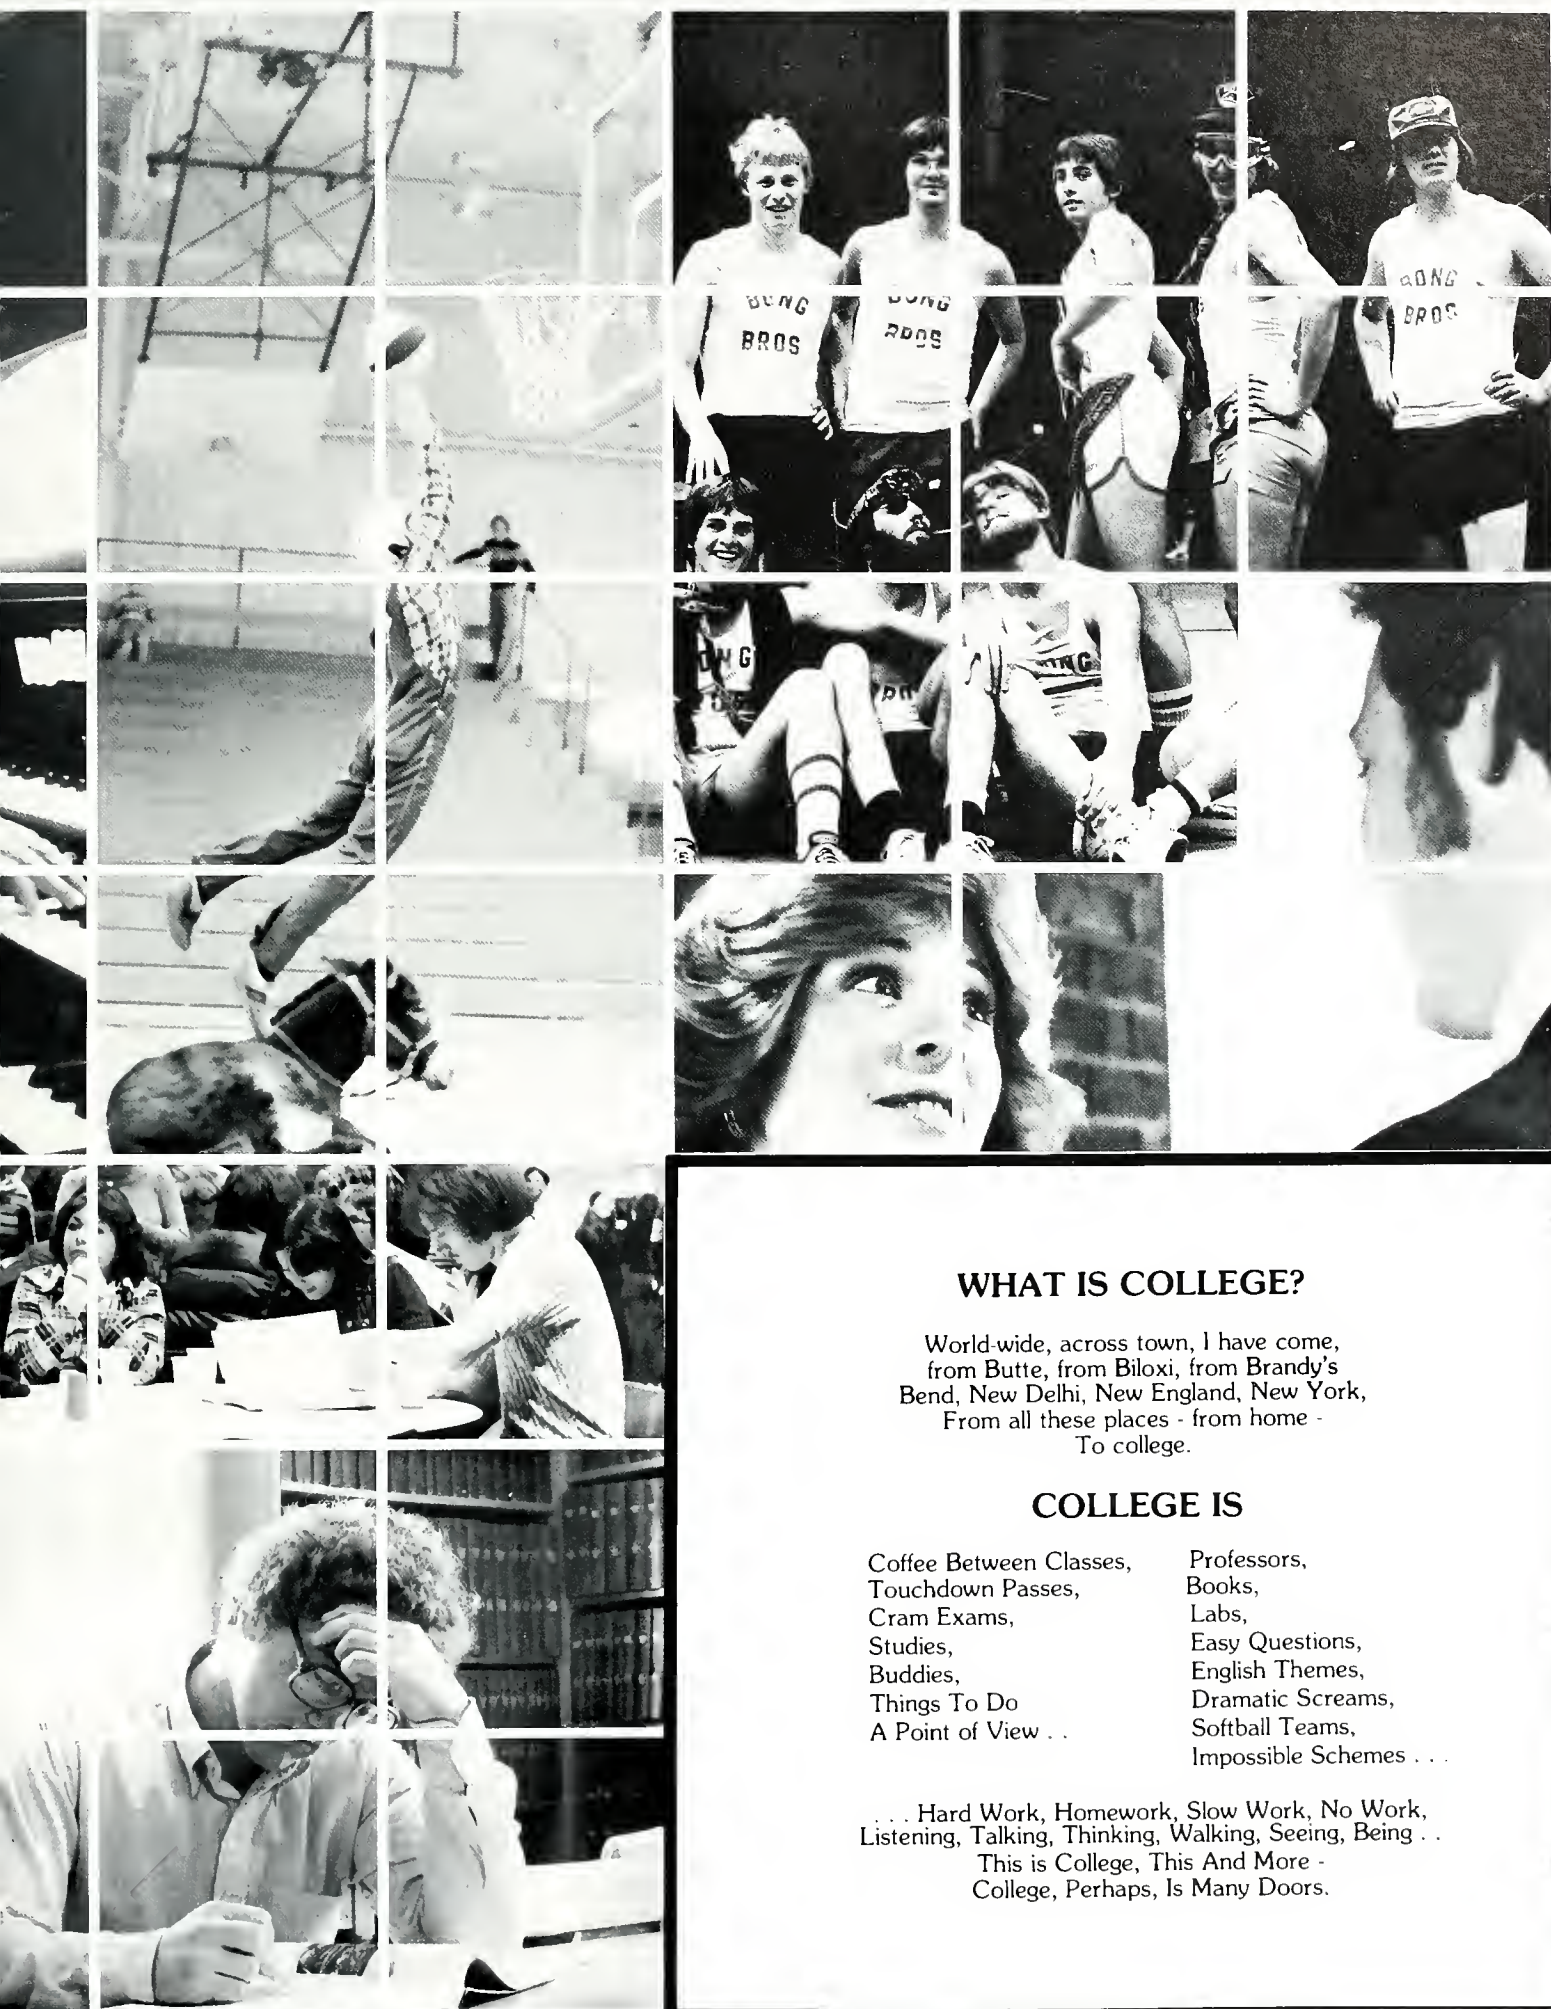 BONG
BROS
BONG
BROS
BONG
BROS
WHAT IS COLLEGE?
World-wide, across town, I have come,
from Butte, from Biloxi, from Brandy's
Bend, New Delhi, New England, New York,
From all these places - from home -
To college.
COLLEGE IS
Coffee Between Classes,
Touchdown Passes,
Cram Exams,
Studies,
Buddies,
Things To Do
A Point of View . .
Professors,
Books,
Labs,
Easy Questions,
English Themes,
Dramatic Screams,
Softball Teams,
Impossible Schemes . . .
. . . Hard Work, Homework, Slow Work, No Work,
Listening, Talking, Thinking, Walking, Seeing, Being . .
This is College, This And More -
College, Perhaps, Is Many Doors.